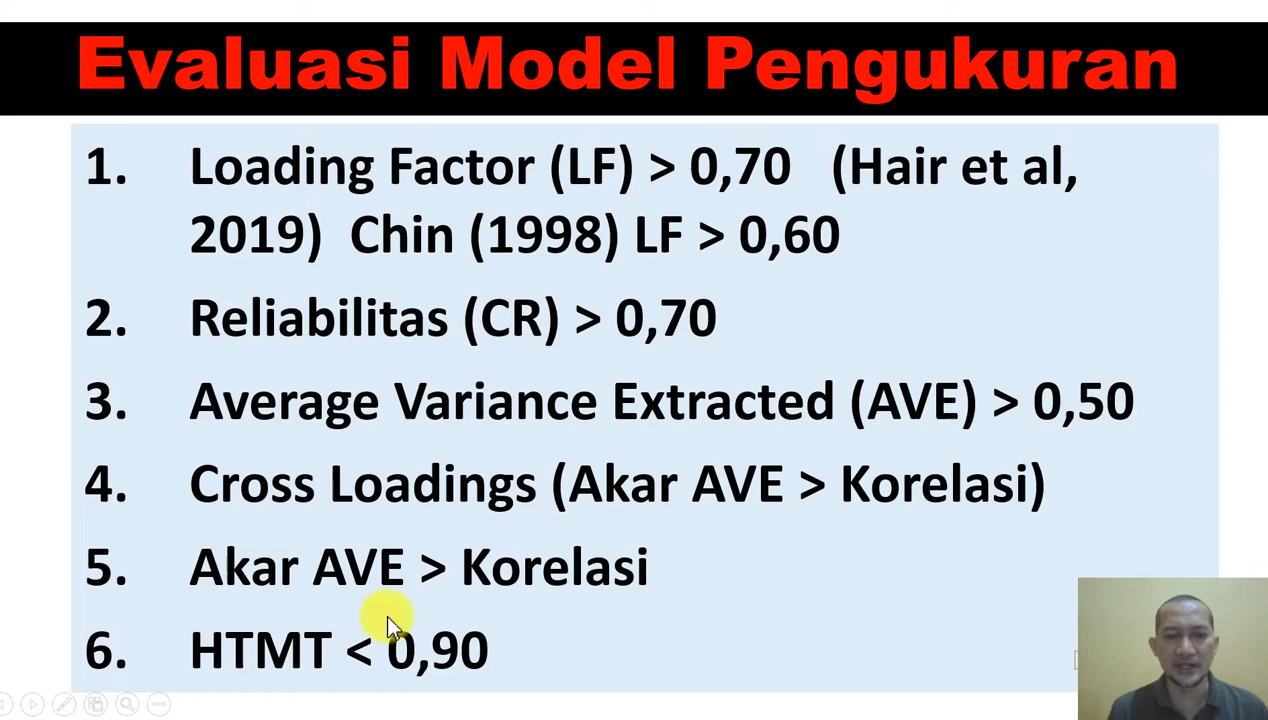 Evaluasi Model Pengukuran
1. Loading Factor (LF) > 0,70 (Hair et al,
2019) Chin (1998) LF > 0,60
2. Reliabilitas (CR) > 0,70
3. Average Variance Extracted (AVE) > 0,50
4. Cross Loadings (Akar AVE > Korelasi)
5. Akar AVE > Korelasi
6. HTMT < 0,90